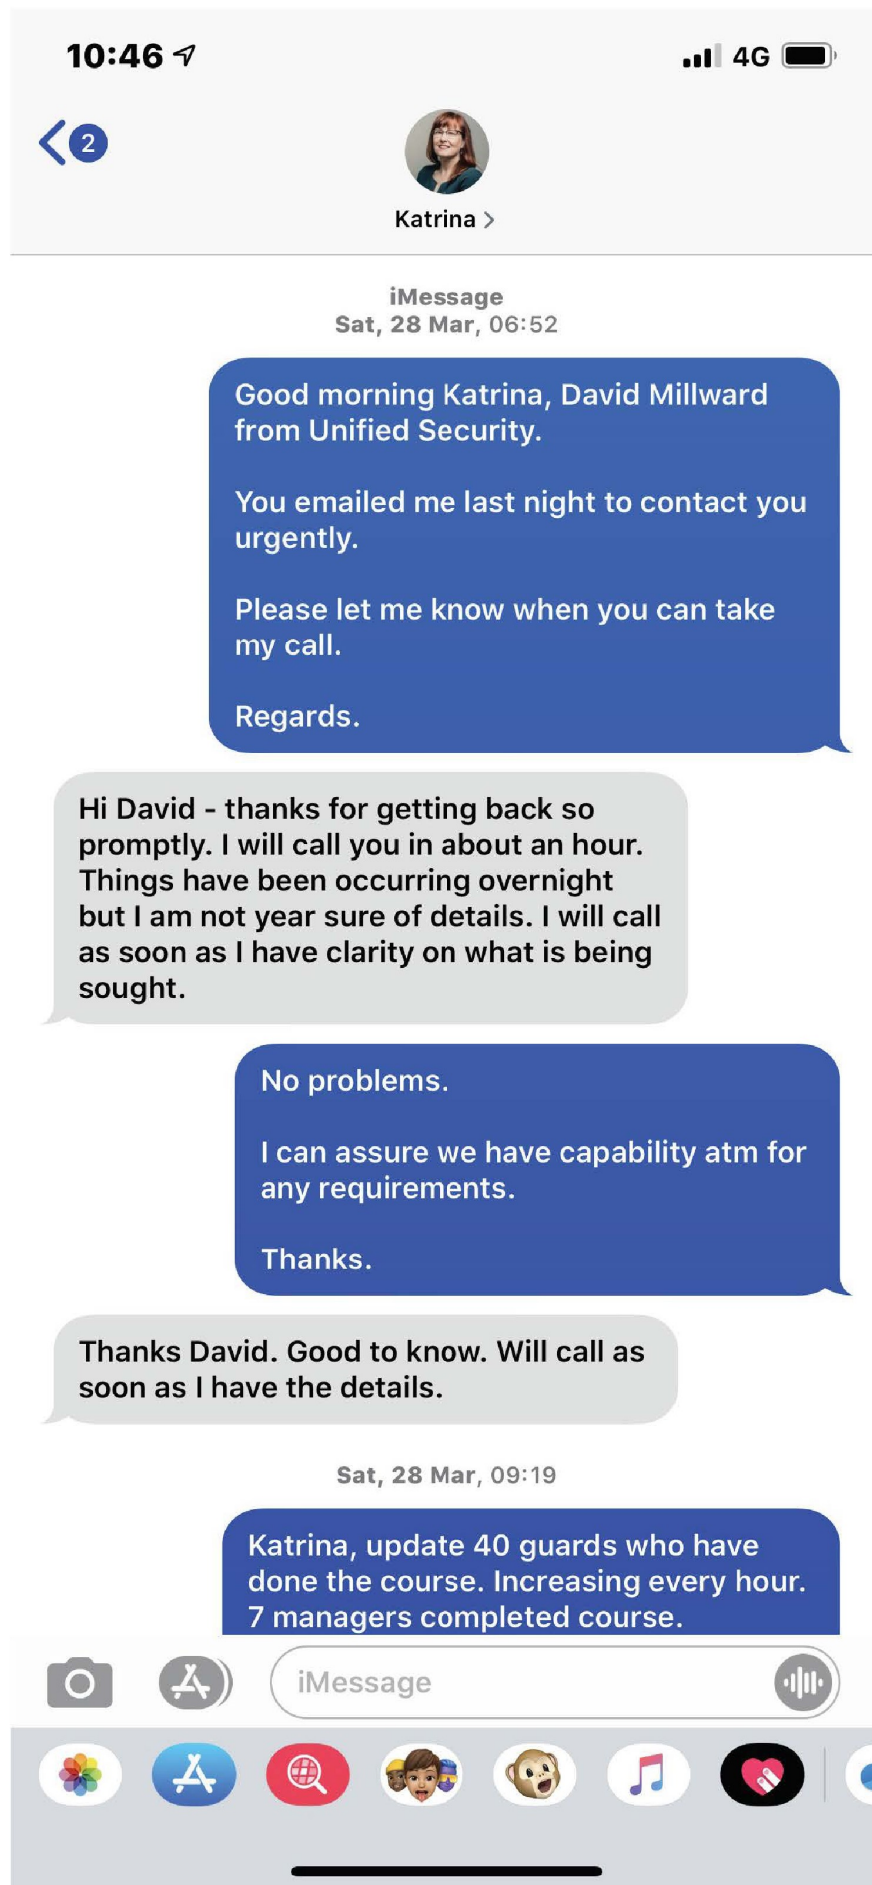 10:46
4G
2
Katrina
iMessage
Sat, 28 Mar, 06:52
Good morning Katrina, David Millward
from Unified Security.
You emailed me last night to contact you
urgently.
Please let me know when you can take
my call.
Regards.
Hi David - thanks for getting back so
promptly. I will call you in about an hour.
Things have been occurring overnight
but I am not year sure of details. I will call
as soon as I have clarity on what is being
sought.
No problems.
I can assure we have capability atm for
any requirements.
Thanks.
Thanks David. Good to know. Will call as
soon as I have the details.
Sat, 28 Mar, 09:19
Katrina, update 40 guards who have
done the course. Increasing every hour.
7 managers completed course.
iMessage